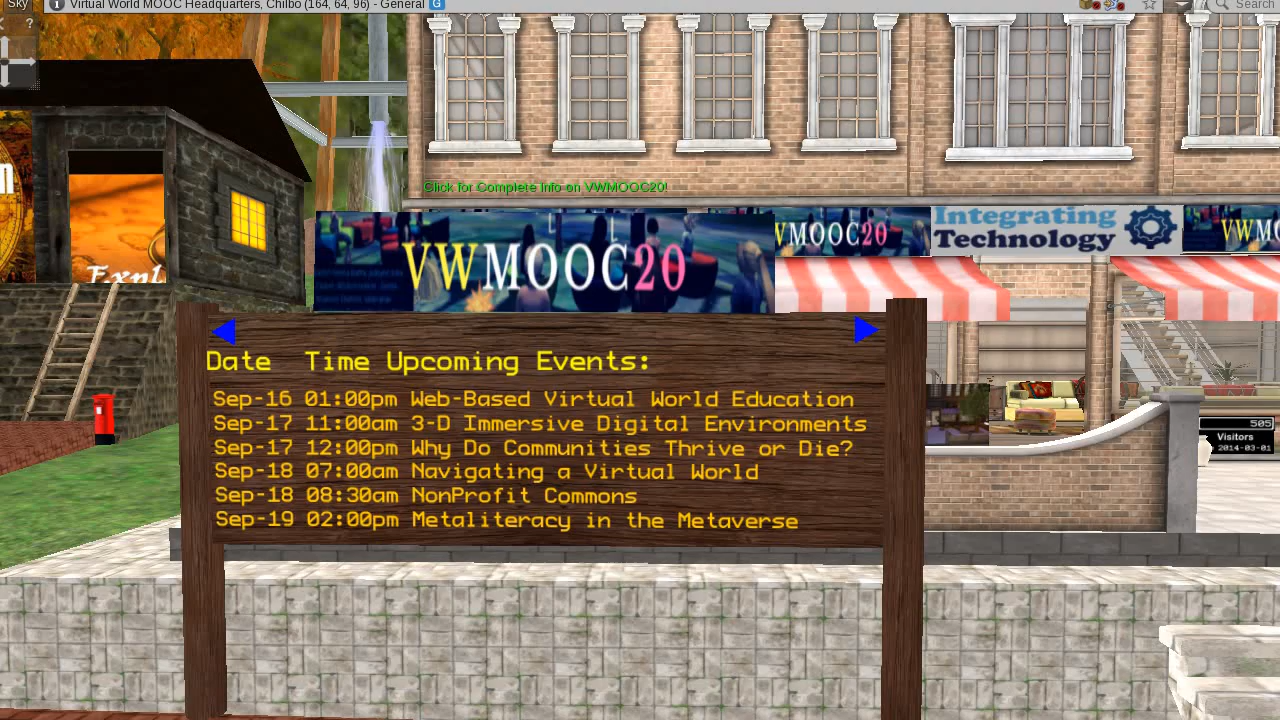 Sky
Virtual World MOOC Headquarters, Chilbo (164, 64, 96) - General G
Search
?
Click for Complete Info on VWMOOC20!
VWMOOC20
VWMOOC20
Integrating
Technology
Date Time Upcoming Events:
Sep-16 01:00pm Web-Based Virtual World Education
Sep-17 11:00am 3-D Immersive Digital Environments
Sep-17 12:00pm Why Do Communities Thrive or Die?
Sep-18 07:00am Navigating a Virtual World
Sep-18 08:30am NonProfit Commons
Sep-19 02:00pm Metaliteracy in the Metaverse
505
Visitors
2014-03-01